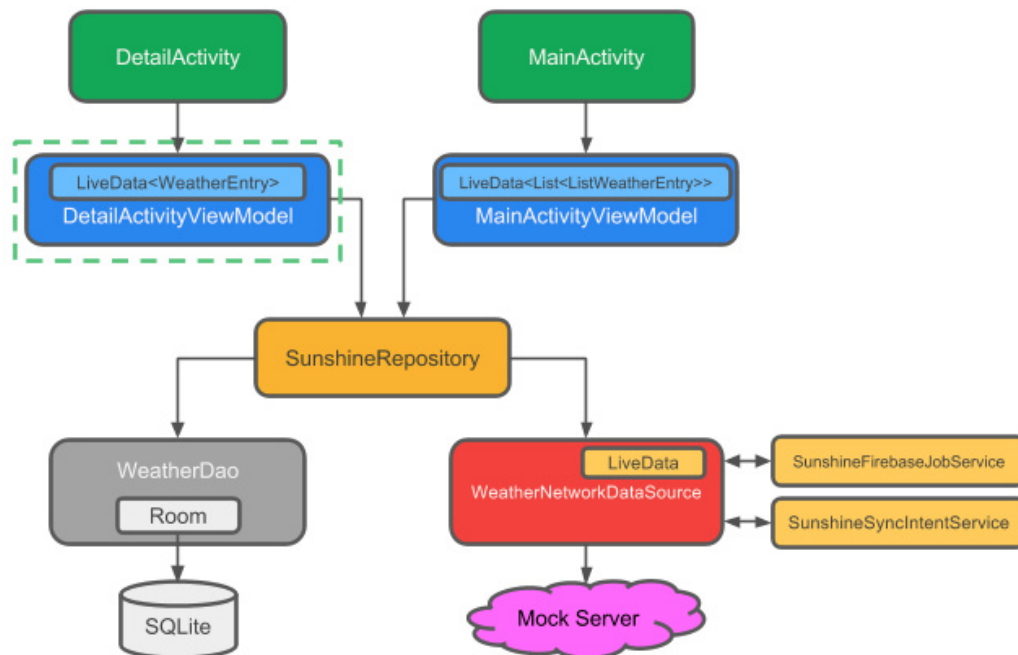 DetailActivity
MainActivity
LiveData<WeatherEntry>
DetailActivityViewModel
LiveData<List<ListWeatherEntry>>
MainActivityViewModel
SunshineRepository
WeatherDao
Room
SQLite
LiveData
WeatherNetworkDataSource
SunshineFirebaseJobService
SunshineSyncIntentService
Mock Server